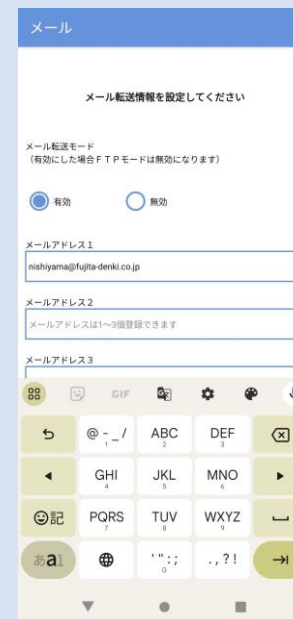 メール
メール転送情報を設定してください
メール転送モード
(有効にした場合ＦＴＰモードは無効になります)
有効 無効
メールアドレス１
nishiyama@fujita-denki.co.jp
メールアドレス２
メールアドレスは1〜3個登録できます
メールアドレス３
GIF
@-_/ ABC DEF
1 2 3
GHI JKL MNO
4 5 6
記 PQRS TUV WXYZ
7 8 9
あa1 '":; .,?!
0